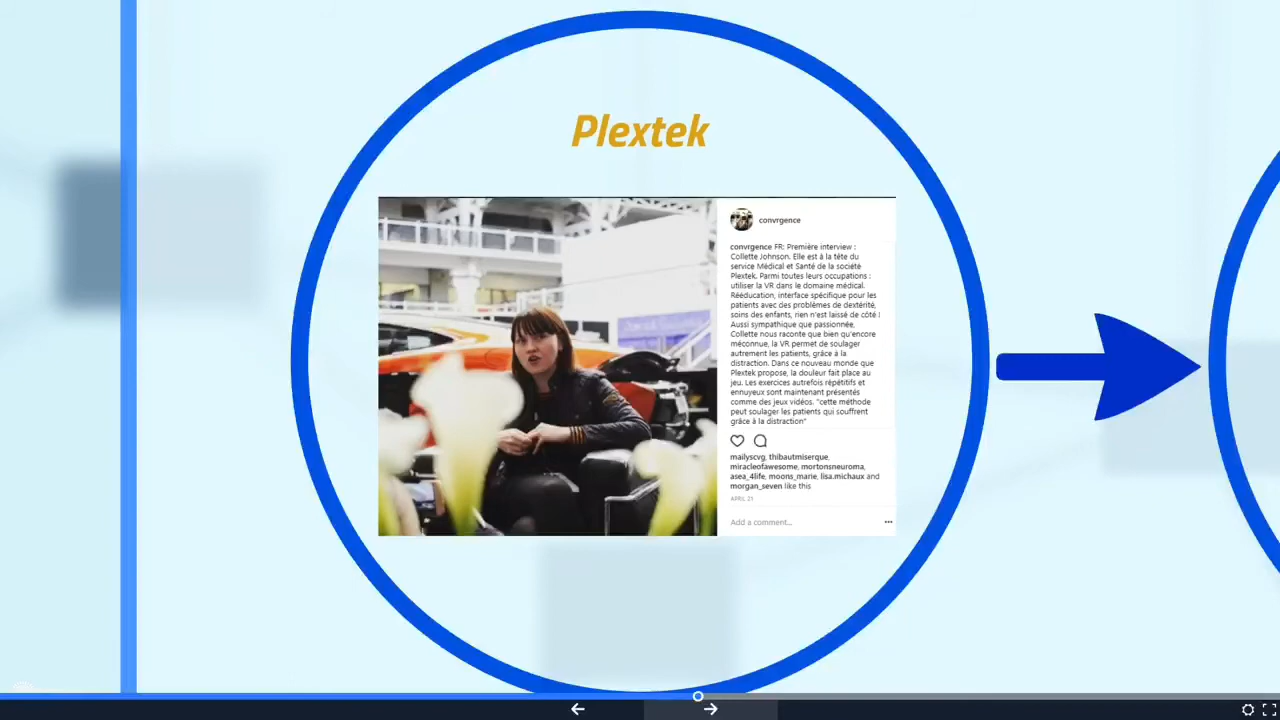 Plextek
convrgence
convrgence FR: Première interview :
Collette Johnson. Elle est à la tête du
service Médical et Santé de la société
Plextek. Parmi toutes leurs occupations :
utiliser la VR dans le domaine médical.
Rééducation, interface spécifique pour les
patients avec des problèmes de dextérité,
soins des enfants, rien n'est laissé de côté !
Aussi sympathique que passionnée,
Collette nous raconte que bien qu'encore
méconnue, la VR permet de soulager
autrement les patients, grâce à la
distraction. Dans ce nouveau monde que
Plextek propose, la douleur fait place au
jeu. Les exercices autrefois répétitifs et
ennuyeux sont maintenant présentés
comme des jeux vidéos. "cette méthode
peut soulager les patients qui souffrent
grâce à la distraction"
mailyscvg, thibautmiserque,
miracleofawesome, mortonsneuroma,
asea_4life, moons_marie, lisa.michaux and
morgan_seven like this
APRIL 21
Add a comment...